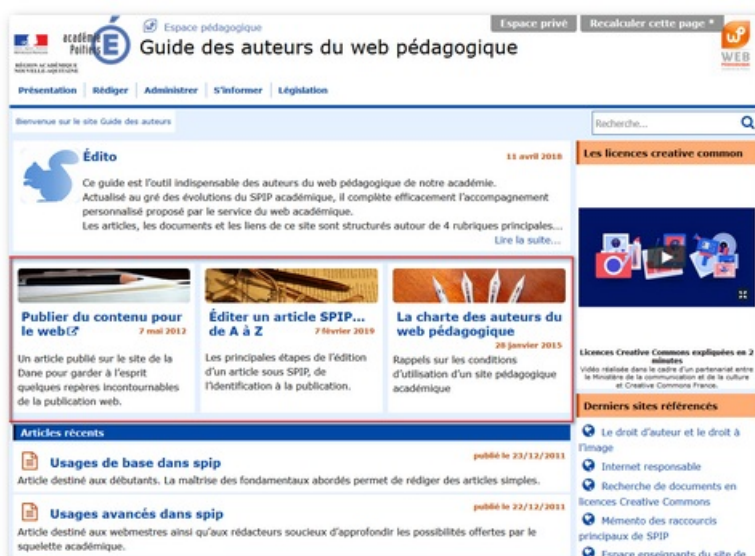 Espace pédagogique
Espace privé
Recalculer cette page *
académie
Poitiers
Guide des auteurs du web pédagogique
RÉGION ACADÉMIQUE
NOUVELLE-AQUITAINE
WEB
Présentation
Rédiger
Administrer
S'informer
Législation
Bienvenue sur le site Guide des auteurs
Recherche...
Édito
11 avril 2018
Ce guide est l'outil indispensable des auteurs du web pédagogique de notre académie.
Actualisé au gré des évolutions du SPIP académique, il complète efficacement l'accompagnement
personnalisé proposé par le service du web académique.
Les articles, les documents et les liens de ce site sont structurés autour de 4 rubriques principales...
Lire la suite...
Publier du contenu pour
le web
7 mai 2012
Un article publié sur le site de la
Dane pour garder à l'esprit
quelques repères incontournables
de la publication web.
Éditer un article SPIP...
de A à Z
7 février 2019
Les principales étapes de l'édition
d'un article sous SPIP, de
l'identification à la publication.
La charte des auteurs du
web pédagogique
28 janvier 2015
Rappels sur les conditions
d'utilisation d'un site pédagogique
académique
Articles récents
Usages de base dans spip
publié le 23/12/2011
Article destiné aux débutants. La maîtrise des fondamentaux abordés permet de rédiger des articles simples.
Usages avancés dans spip
publié le 22/12/2011
Article destiné aux webmestres ainsi qu'aux rédacteurs soucieux d'approfondir les possibilités offertes par le
squelette académique.
Les licences creative common
Licences Creative Commons expliquées en 2
minutes
Vidéo réalisée dans le cadre d'un partenariat entre
le Ministère de la communication et de la culture
et Creative Commons France.
Derniers sites référencés
Le droit d'auteur et le droit à
l'image
Internet responsable
Recherche de documents en
licences Creative Commons
Mémento des raccourcis
principaux de SPIP
Espace enseignants du site de